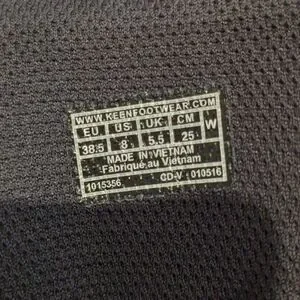 WWW.KEENFOOTWEAR.COM
EU US UK CM W
38.5 8 5.5 25
MADE IN VIETNAM
Fabriqué au Vietnam
1015356 CD-V 010516